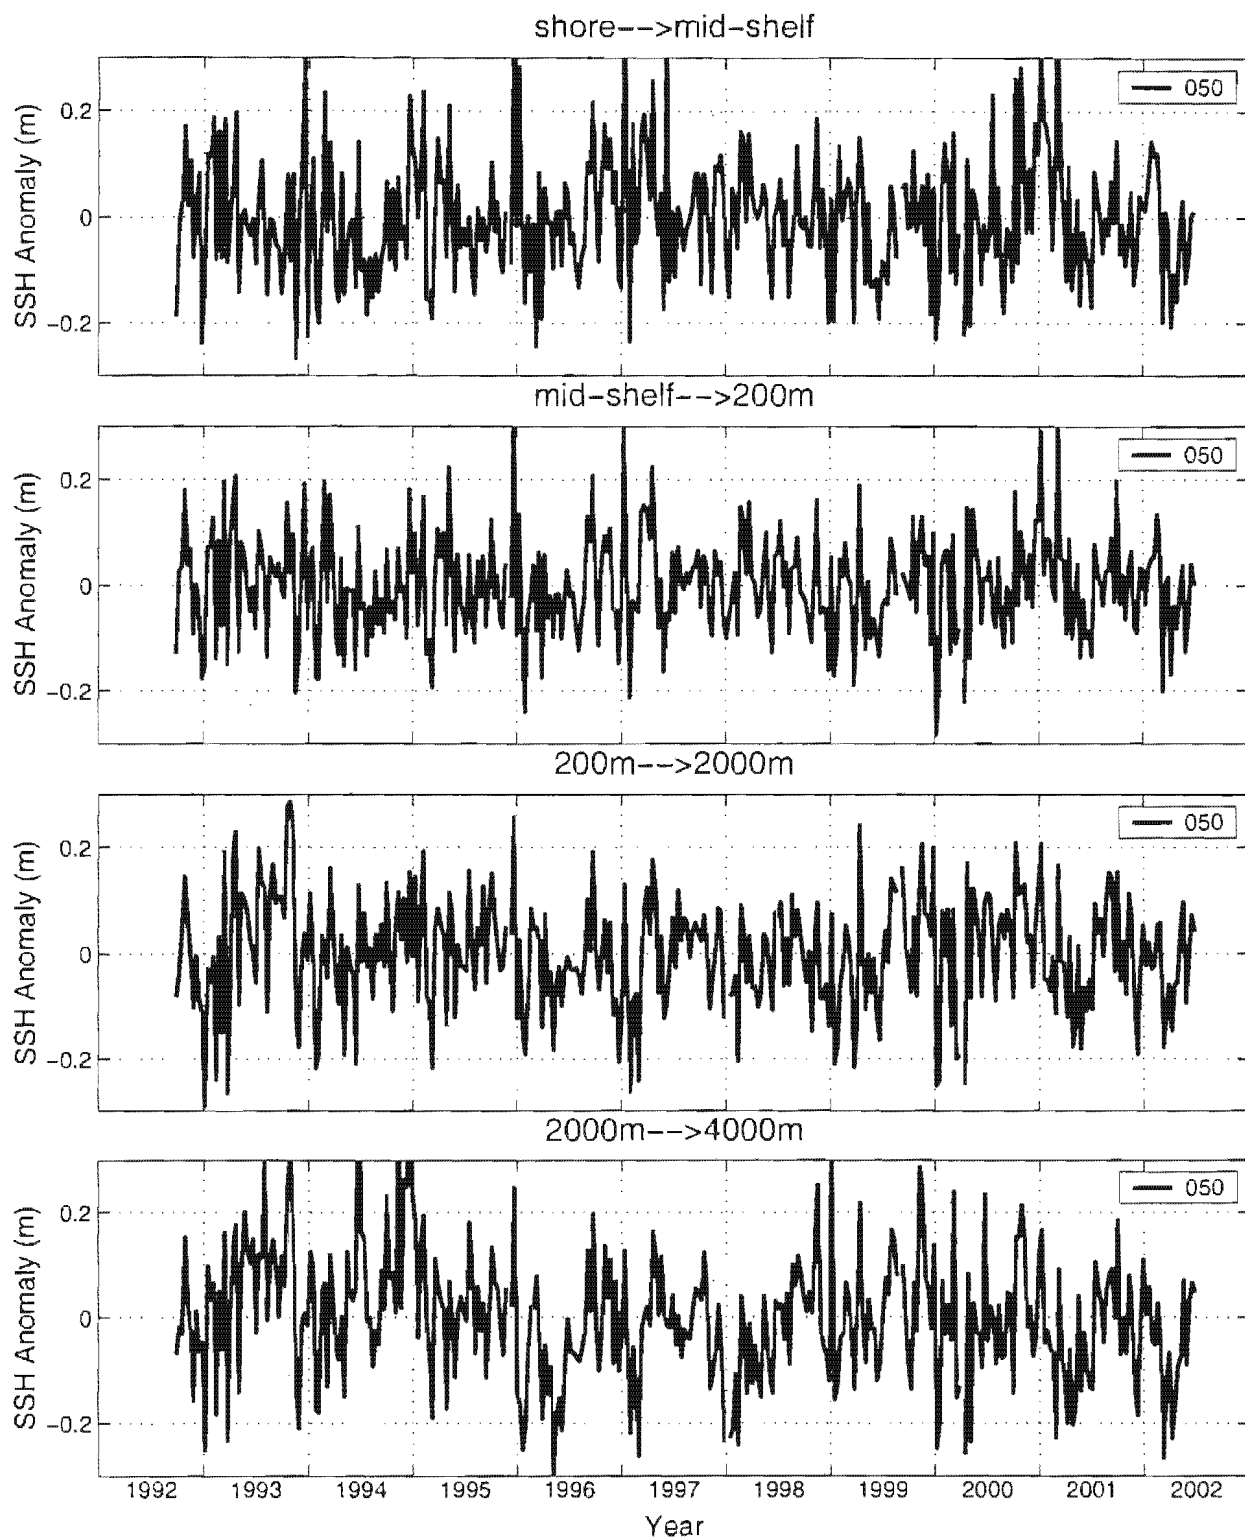 shore-->mid-shelf
SSH Anomaly (m)
0.2
0
-0.2
050
mid-shelf-->200m
SSH Anomaly (m)
0.2
0
-0.2
050
200m-->2000m
SSH Anomaly (m)
0.2
0
-0.2
050
2000m-->4000m
SSH Anomaly (m)
0.2
0
-0.2
050
1992 1993 1994 1995 1996 1997 1998 1999 2000 2001 2002
Year